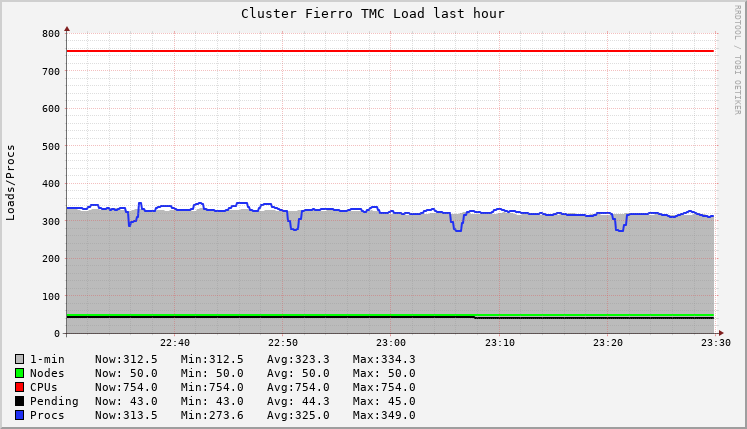 Cluster Fierro TMC Load last hour
RRDTOOL / TOBI OETIKER
Loads/Procs
800
700
600
500
400
300
200
100
0
22:40 22:50 23:00 23:10 23:20 23:30
1-min Now:312.5 Min:312.5 Avg:323.3 Max:334.3
Nodes Now: 50.0 Min: 50.0 Avg: 50.0 Max: 50.0
CPUs Now:754.0 Min:754.0 Avg:754.0 Max:754.0
Pending Now: 43.0 Min: 43.0 Avg: 44.3 Max: 45.0
Procs Now:313.5 Min:273.6 Avg:325.0 Max:349.0